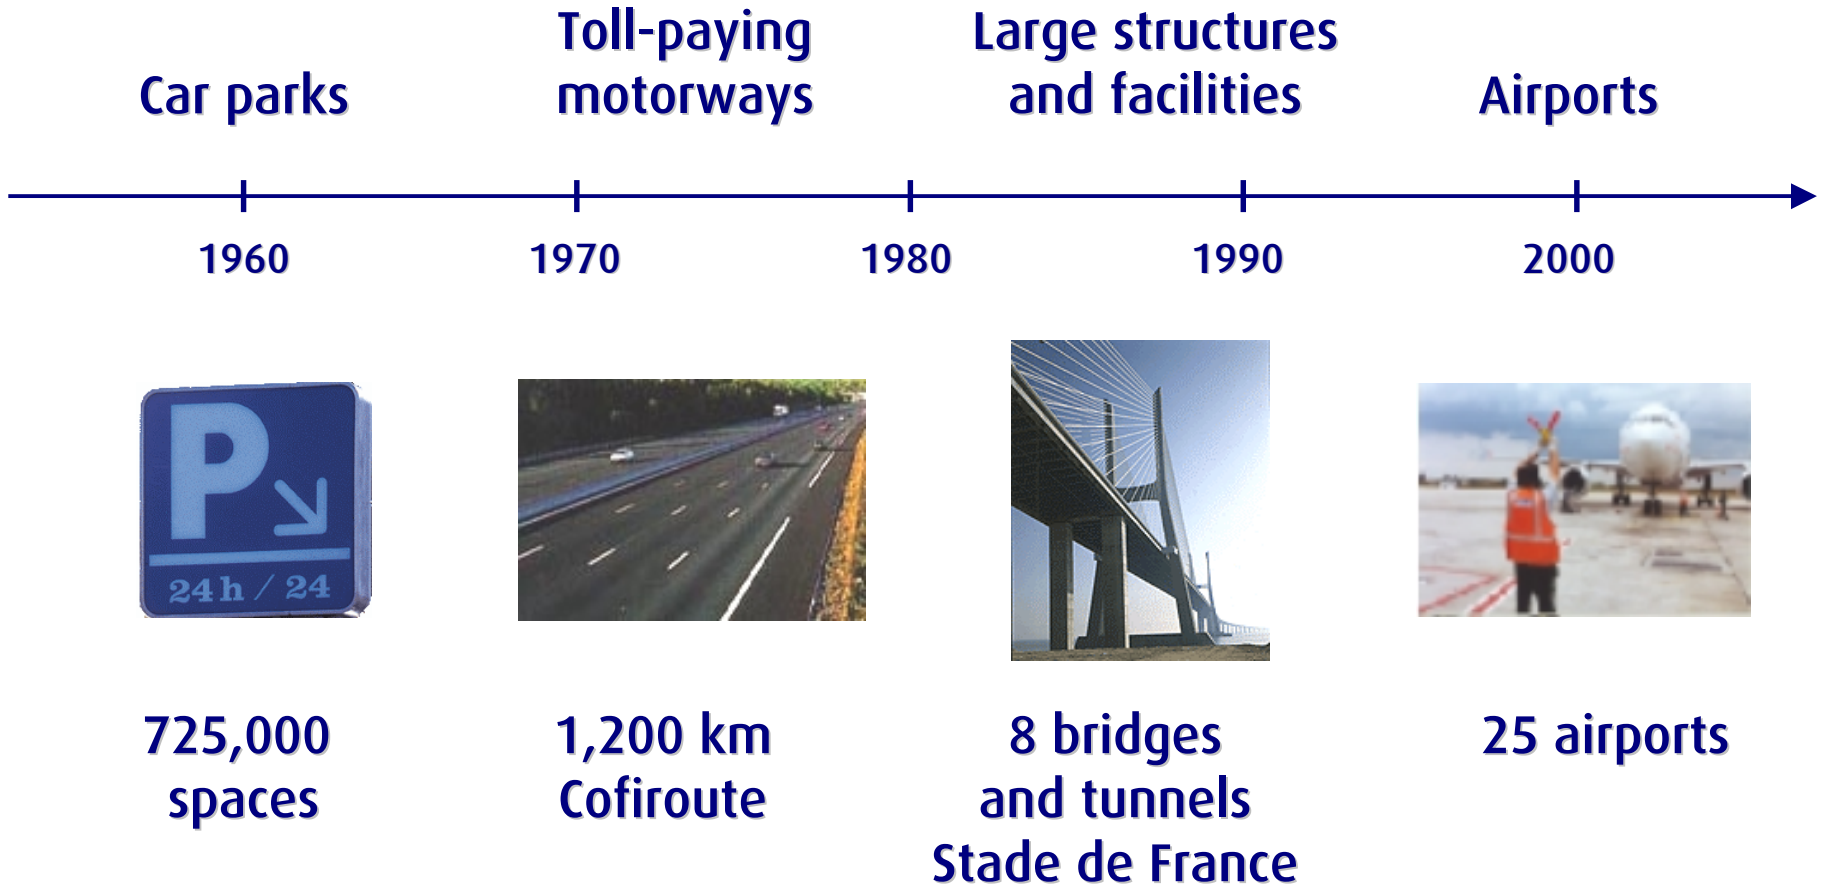 Car parks
Toll-paying
motorways
Large structures
and facilities
Airports
1960
1970
1980
1990
2000
P
24h / 24
725,000
spaces
1,200 km
Cofiroute
8 bridges
and tunnels
Stade de France
25 airports